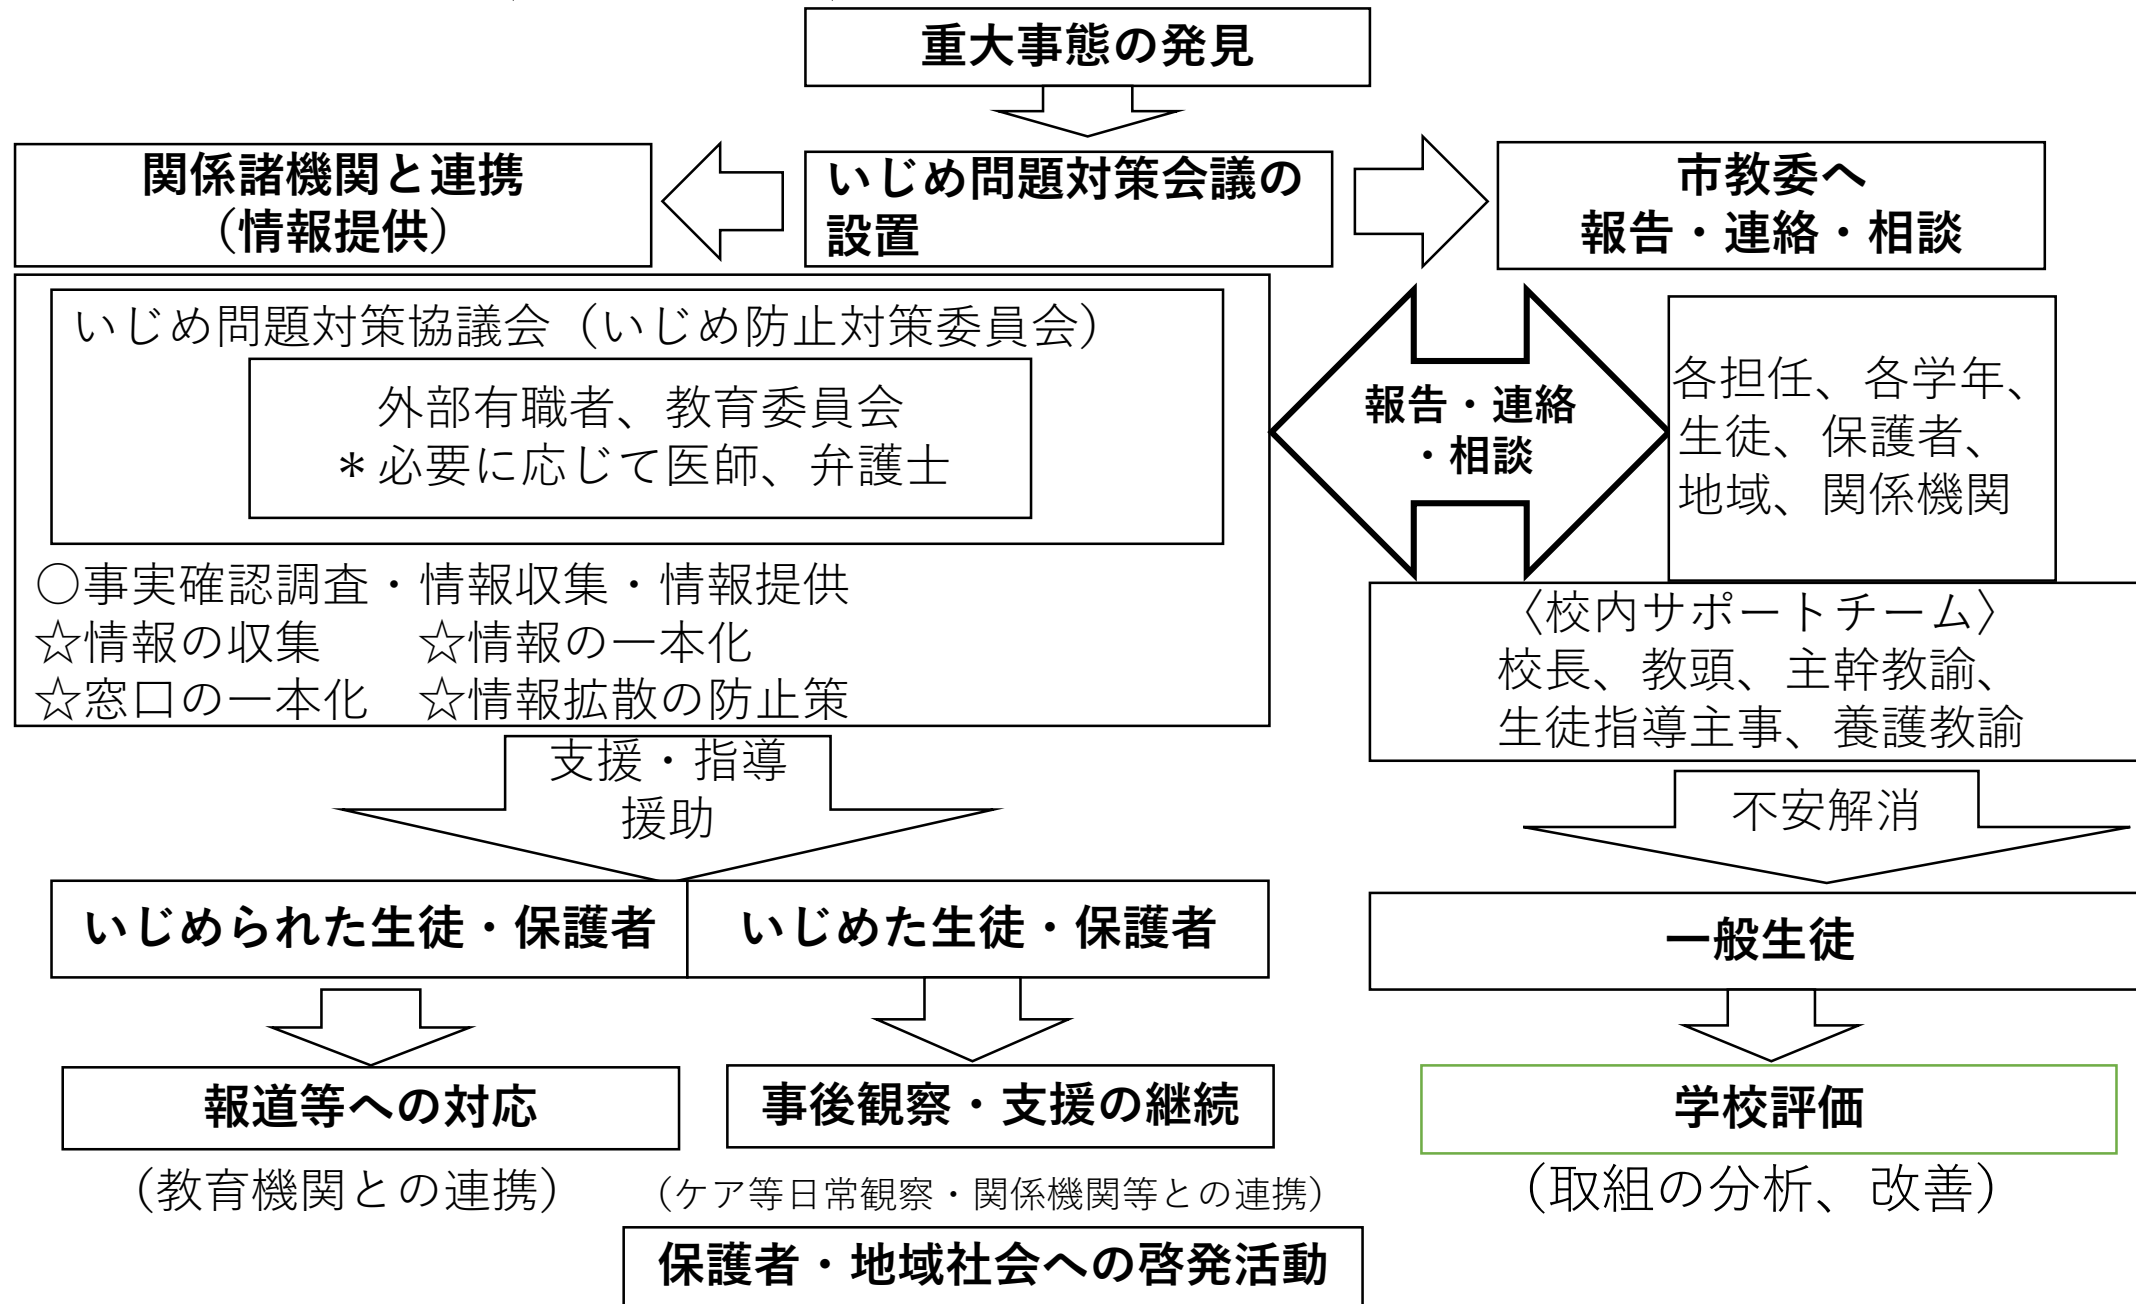 重大事態の発見
関係諸機関と連携
（情報提供）
いじめ問題対策会議の
設置
市教委へ
報告・連絡・相談
いじめ問題対策協議会（いじめ防止対策委員会）
外部有職者、教育委員会
＊必要に応じて医師、弁護士
○事実確認調査・情報収集・情報提供
☆情報の収集　　☆情報の一本化
☆窓口の一本化　☆情報拡散の防止策
報告・連絡
・相談
各担任、各学年、
生徒、保護者、
地域、関係機関
〈校内サポートチーム〉
校長、教頭、主幹教諭、
生徒指導主事、養護教諭
支援・指導
援助
不安解消
いじめられた生徒・保護者
いじめた生徒・保護者
一般生徒
報道等への対応
（教育機関との連携）
事後観察・支援の継続
（ケア等日常観察・関係機関等との連携）
学校評価
（取組の分析、改善）
保護者・地域社会への啓発活動